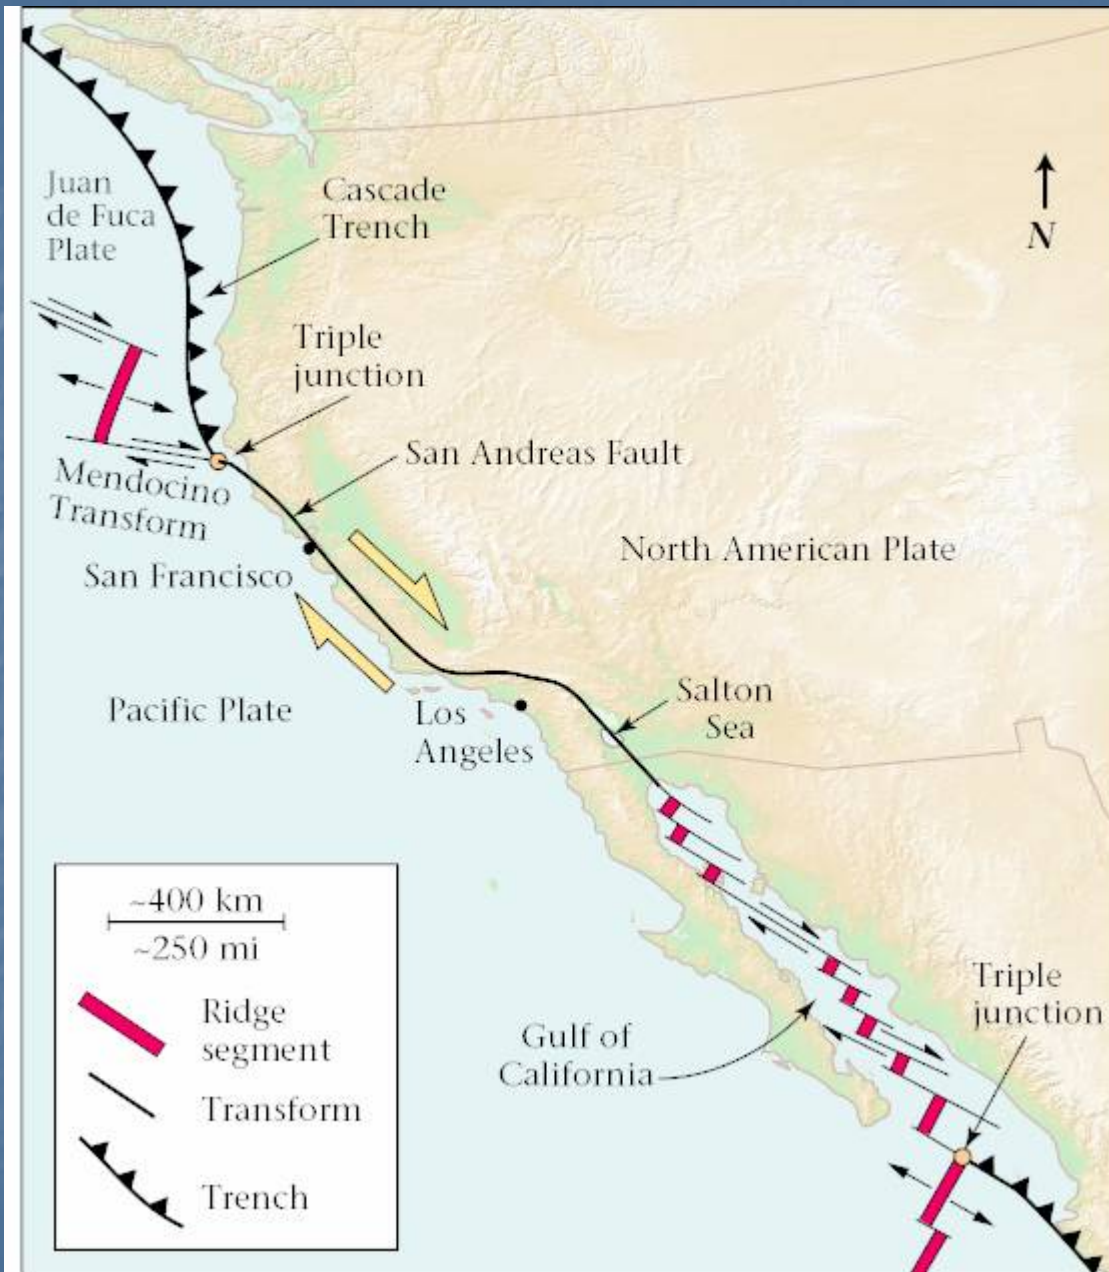 Juan
de Fuca
Plate
Cascade
Trench
N
Triple
junction
San Andreas Fault
Mendocino
Transform
North American Plate
San Francisco
Pacific Plate
Los
Angeles
Salton
Sea
~400 km
~250 mi
Ridge
segment
Transform
Trench
Gulf of
California
Triple
junction